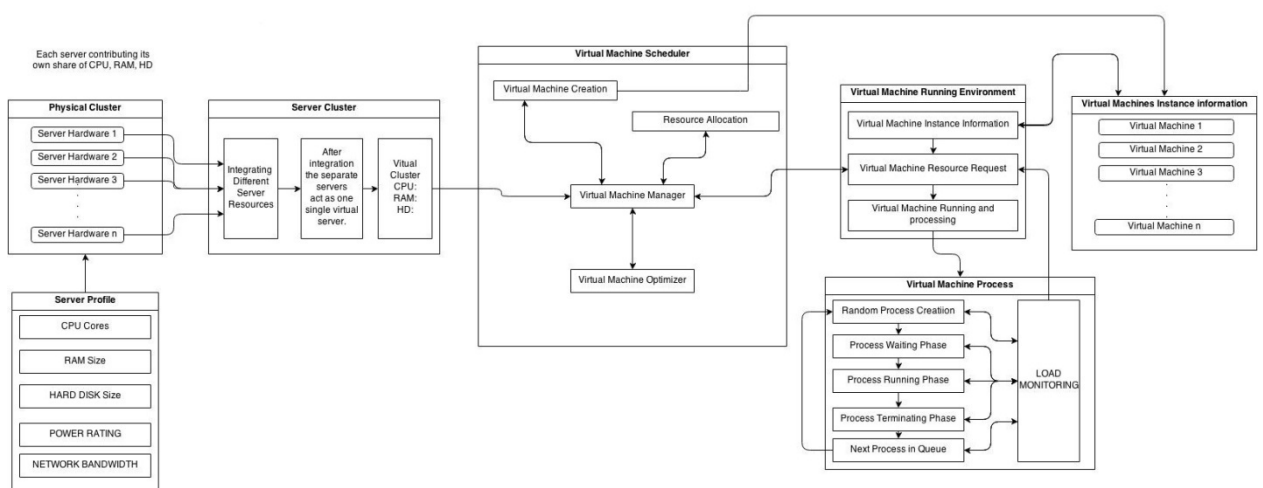 Each server contributing its
own share of CPU, RAM, HD
Physical Cluster
Server Hardware 1
Server Hardware 2
Server Hardware 3
Server Hardware n
Server Profile
CPU Cores
RAM Size
HARD DISK Size
POWER RATING
NETWORK BANDWIDTH
Server Cluster
Integrating
Different
Server
Resources
After
integration
the separate
servers
act as one
single virtual
server.
Vitual
Cluster
CPU:
RAM:
HD:
Virtual Machine Scheduler
Virtual Machine Creation
Resource Allocation
Virtual Machine Manager
Virtual Machine Optimizer
Virtual Machine Running Environment
Virtual Machine Instance Information
Virtual Machine Resource Request
Virtual Machine Running and
processing
Virtual Machine Process
Random Process Creatiion
Process Waiting Phase
Process Running Phase
Process Terminating Phase
Next Process in Queue
LOAD
MONITORING
Virtual Machines Instance information
Virtual Machine 1
Virtual Machine 2
Virtual Machine 3
Virtual Machine n